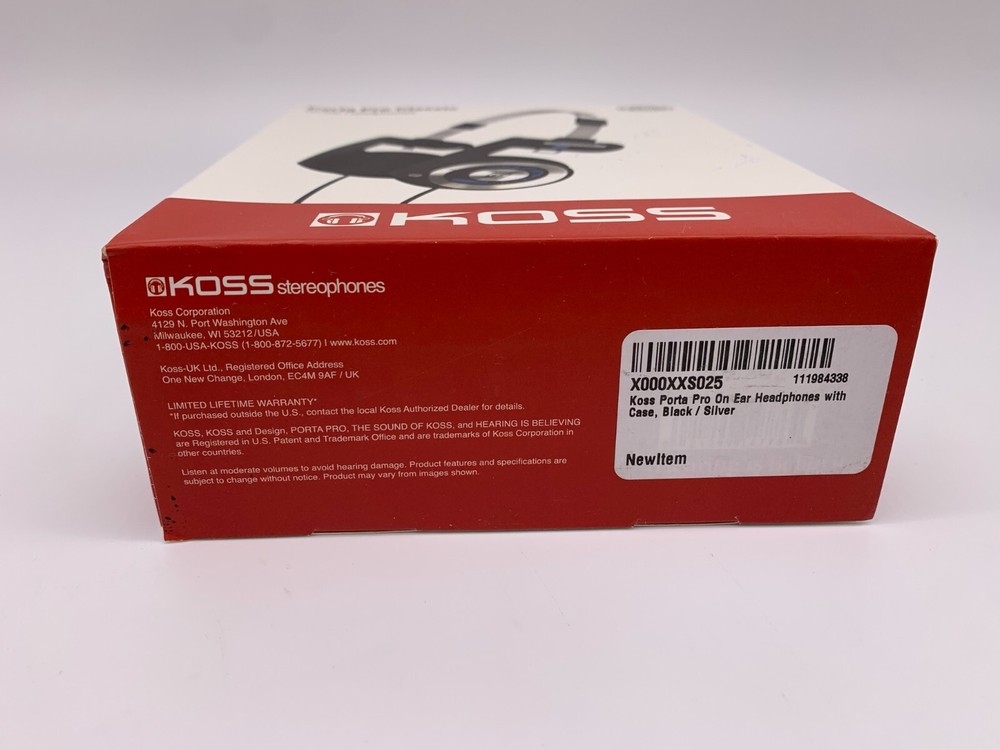 KOSS
KOSS stereophones
Koss Corporation
4129 N. Port Washington Ave
Milwaukee, WI 53212/USA
1-800-USA-KOSS (1-800-872-5677) I www.koss.com
Koss-UK Ltd., Registered Office Address
One New Change, London, EC4M 9AF / UK
LIMITED LIFETIME WARRANTY*
*If purchased outside the U.S., contact the local Koss Authorized Dealer for details.
KOSS, KOSS and Design, PORTA PRO, THE SOUND OF KOSS, and HEARING IS BELIEVING
are Registered in U.S. Patent and Trademark Office and are trademarks of Koss Corporation in
other countries.
Listen at moderate volumes to avoid hearing damage. Product features and specifications are
subject to change without notice. Product may vary from images shown.
X000XXS025 111984338
Koss Porta Pro On Ear Headphones with
Case, Black / Silver
NewItem